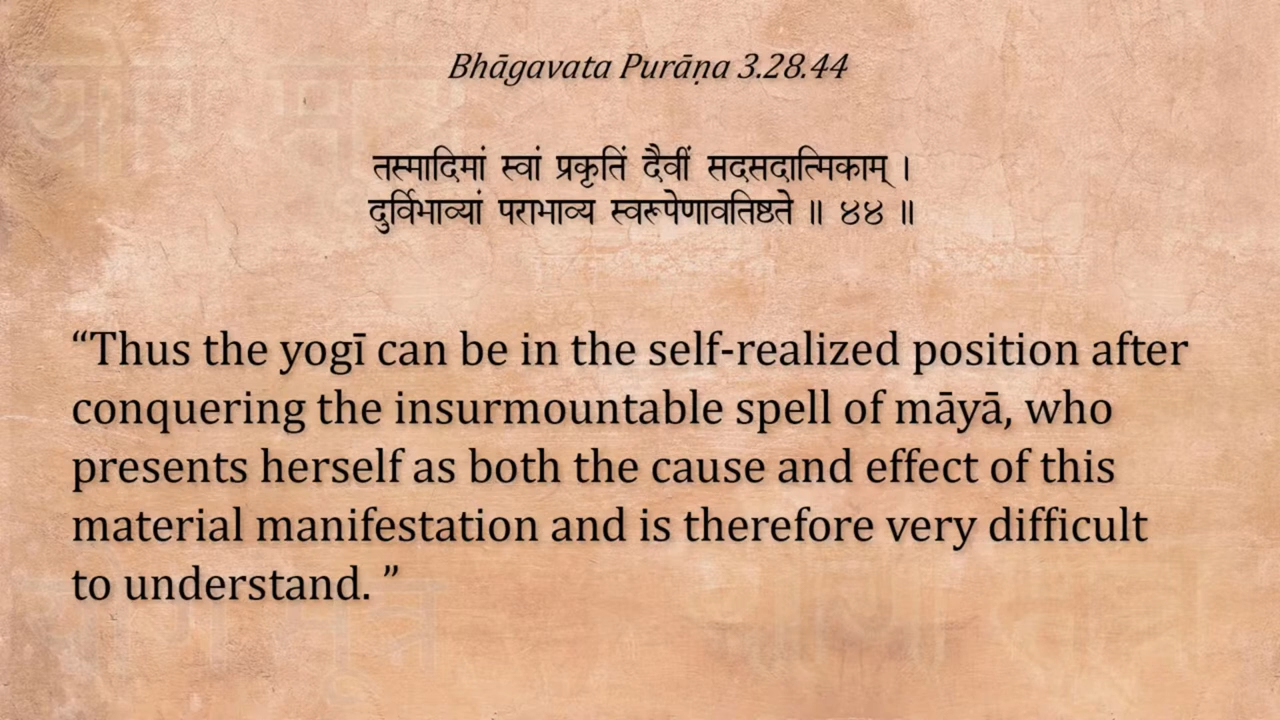 Bhāgavata Purāṇa 3.28.44
तस्मादिमां स्वां प्रकृतिं दैवीं सदसदात्मिकाम् ।
दुर्विभाव्यां पराभाव्य स्वरूपेणावतिष्ठते ॥ ४४ ॥
“Thus the yogī can be in the self-realized position after
conquering the insurmountable spell of māyā, who
presents herself as both the cause and effect of this
material manifestation and is therefore very difficult
to understand. ”